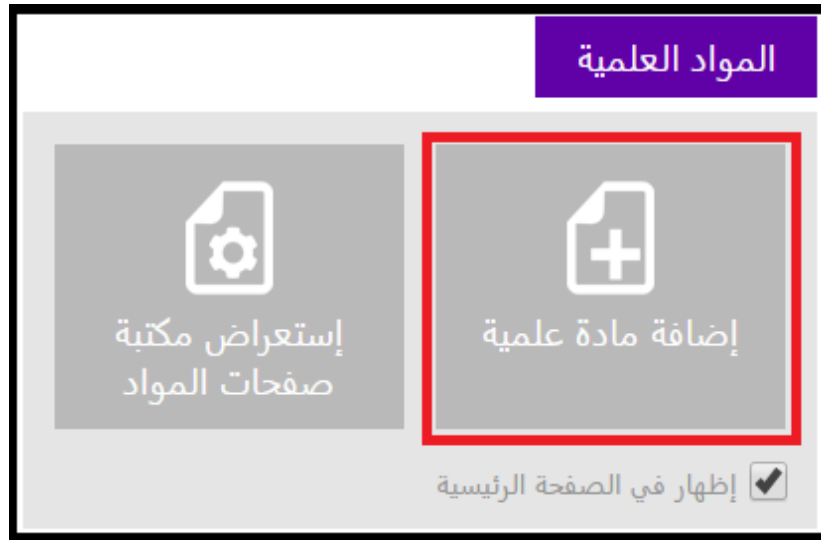 المواد العلمية
إضافة مادة علمية
إستعراض مكتبة
صفحات المواد
إظهار في الصفحة الرئيسية